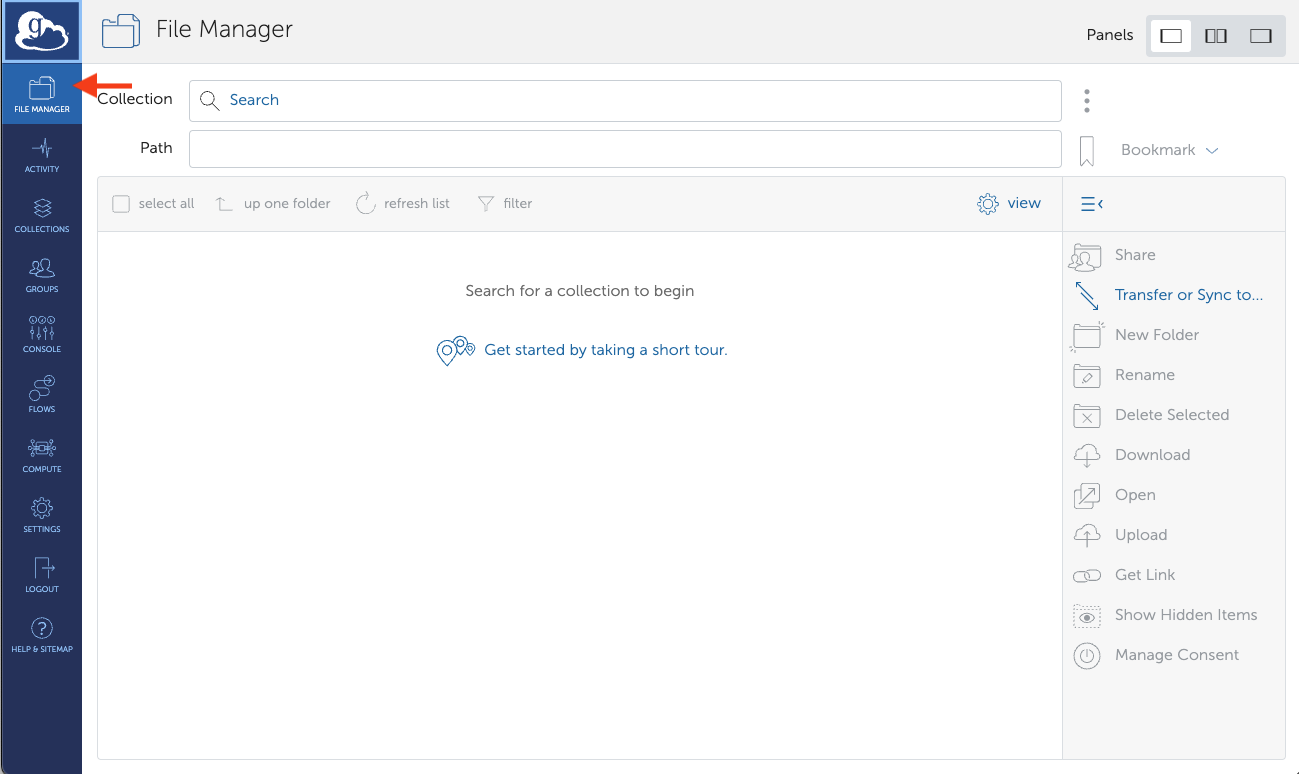 g
File Manager
Panels
FILE MANAGER
ACTIVITY
COLLECTIONS
GROUPS
CONSOLE
FLOWS
COMPUTE
SETTINGS
LOGOUT
?
HELP & SITEMAP
Collection
Search
Path
Bookmark
select all
up one folder
refresh list
filter
view
Search for a collection to begin
Get started by taking a short tour.
Share
Transfer or Sync to...
New Folder
Rename
Delete Selected
Download
Open
Upload
Get Link
Show Hidden Items
Manage Consent